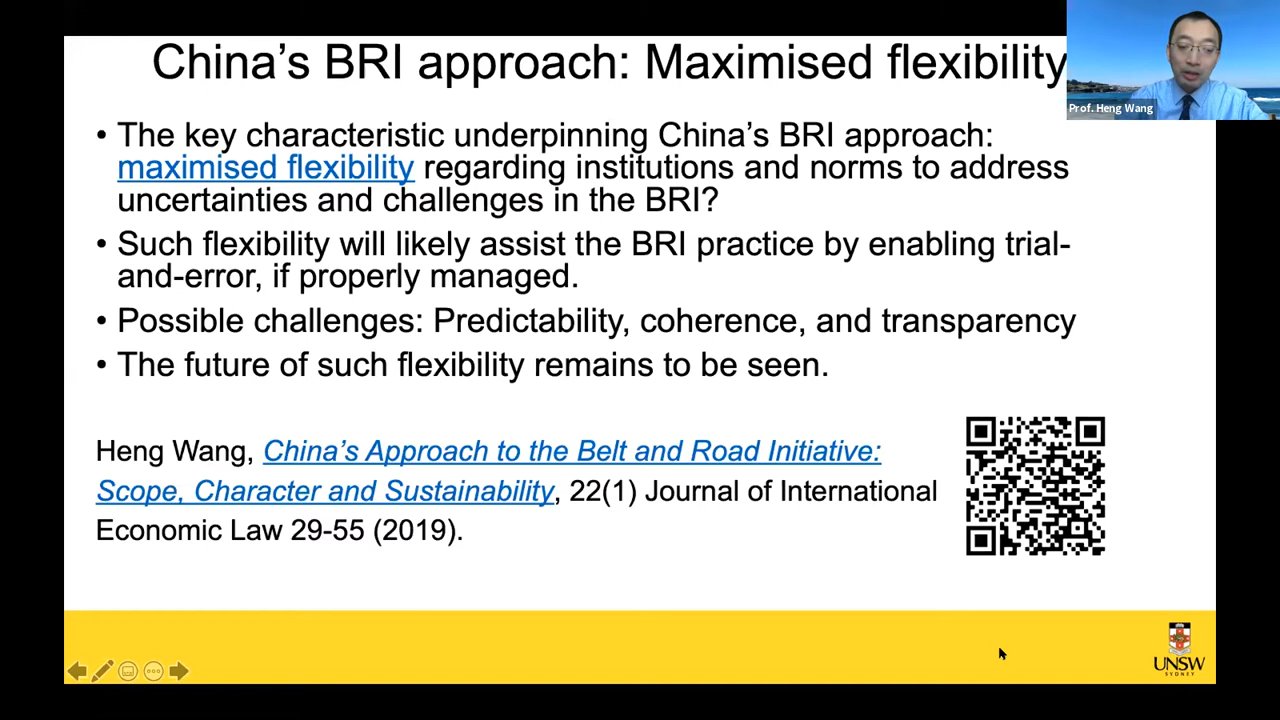 China’s BRI approach: Maximised flexibility
Prof. Heng Wang
• The key characteristic underpinning China’s BRI approach:
maximised flexibility regarding institutions and norms to address
uncertainties and challenges in the BRI?
• Such flexibility will likely assist the BRI practice by enabling trial-
and-error, if properly managed.
• Possible challenges: Predictability, coherence, and transparency
• The future of such flexibility remains to be seen.
Heng Wang, China’s Approach to the Belt and Road Initiative:
Scope, Character and Sustainability, 22(1) Journal of International
Economic Law 29-55 (2019).
UNSW
SYDNEY